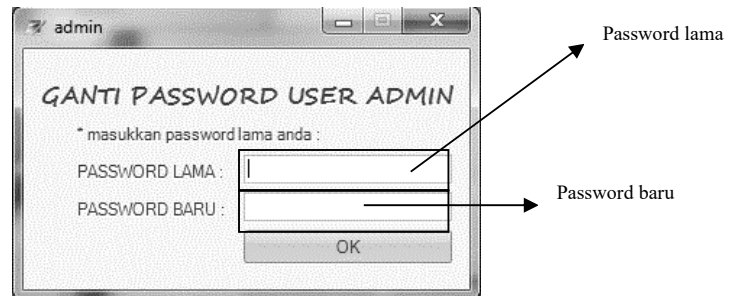 admin
Password lama
GANTI PASSWORD USER ADMIN
* masukkan password lama anda :
PASSWORD LAMA :
PASSWORD BARU :
Password baru
OK